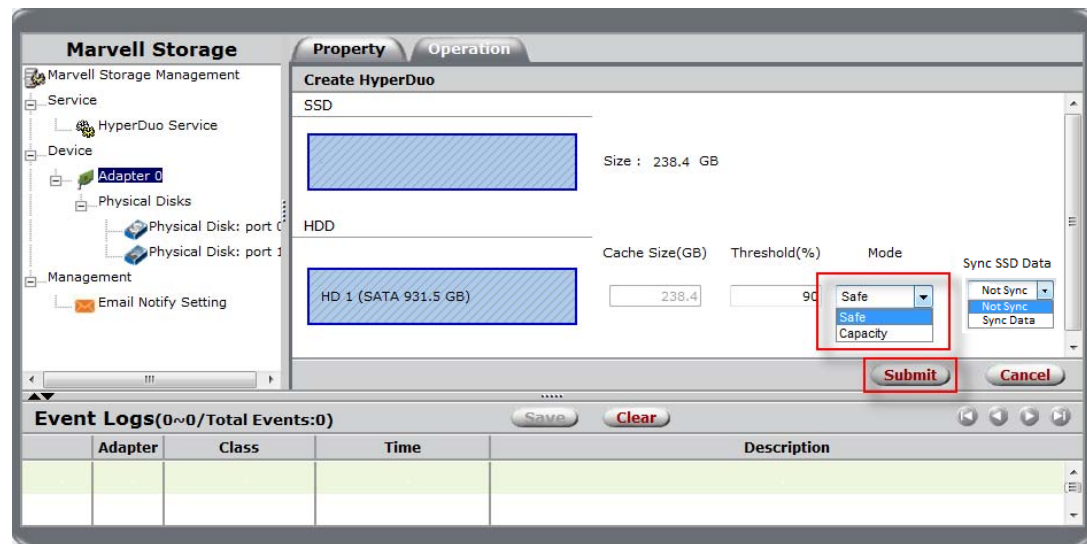 Marvell Storage
Property
Operation
Marvell Storage Management
Service
HyperDuo Service
Device
Adapter 0
Physical Disks
Physical Disk: port
Physical Disk: port 1
Management
Email Notify Setting
Create HyperDuo
SSD
Size : 238.4 GB
HDD
Cache Size(GB)
Threshold(%)
Mode
Sync SSD Data
HD 1 (SATA 931.5 GB)
238.4
90
Safe
Safe
Capacity
Not Sync
Not Sync
Sync Data
Submit
Cancel
Event Logs(0~0/Total Events:0)
Save
Clear
Adapter
Class
Time
Description